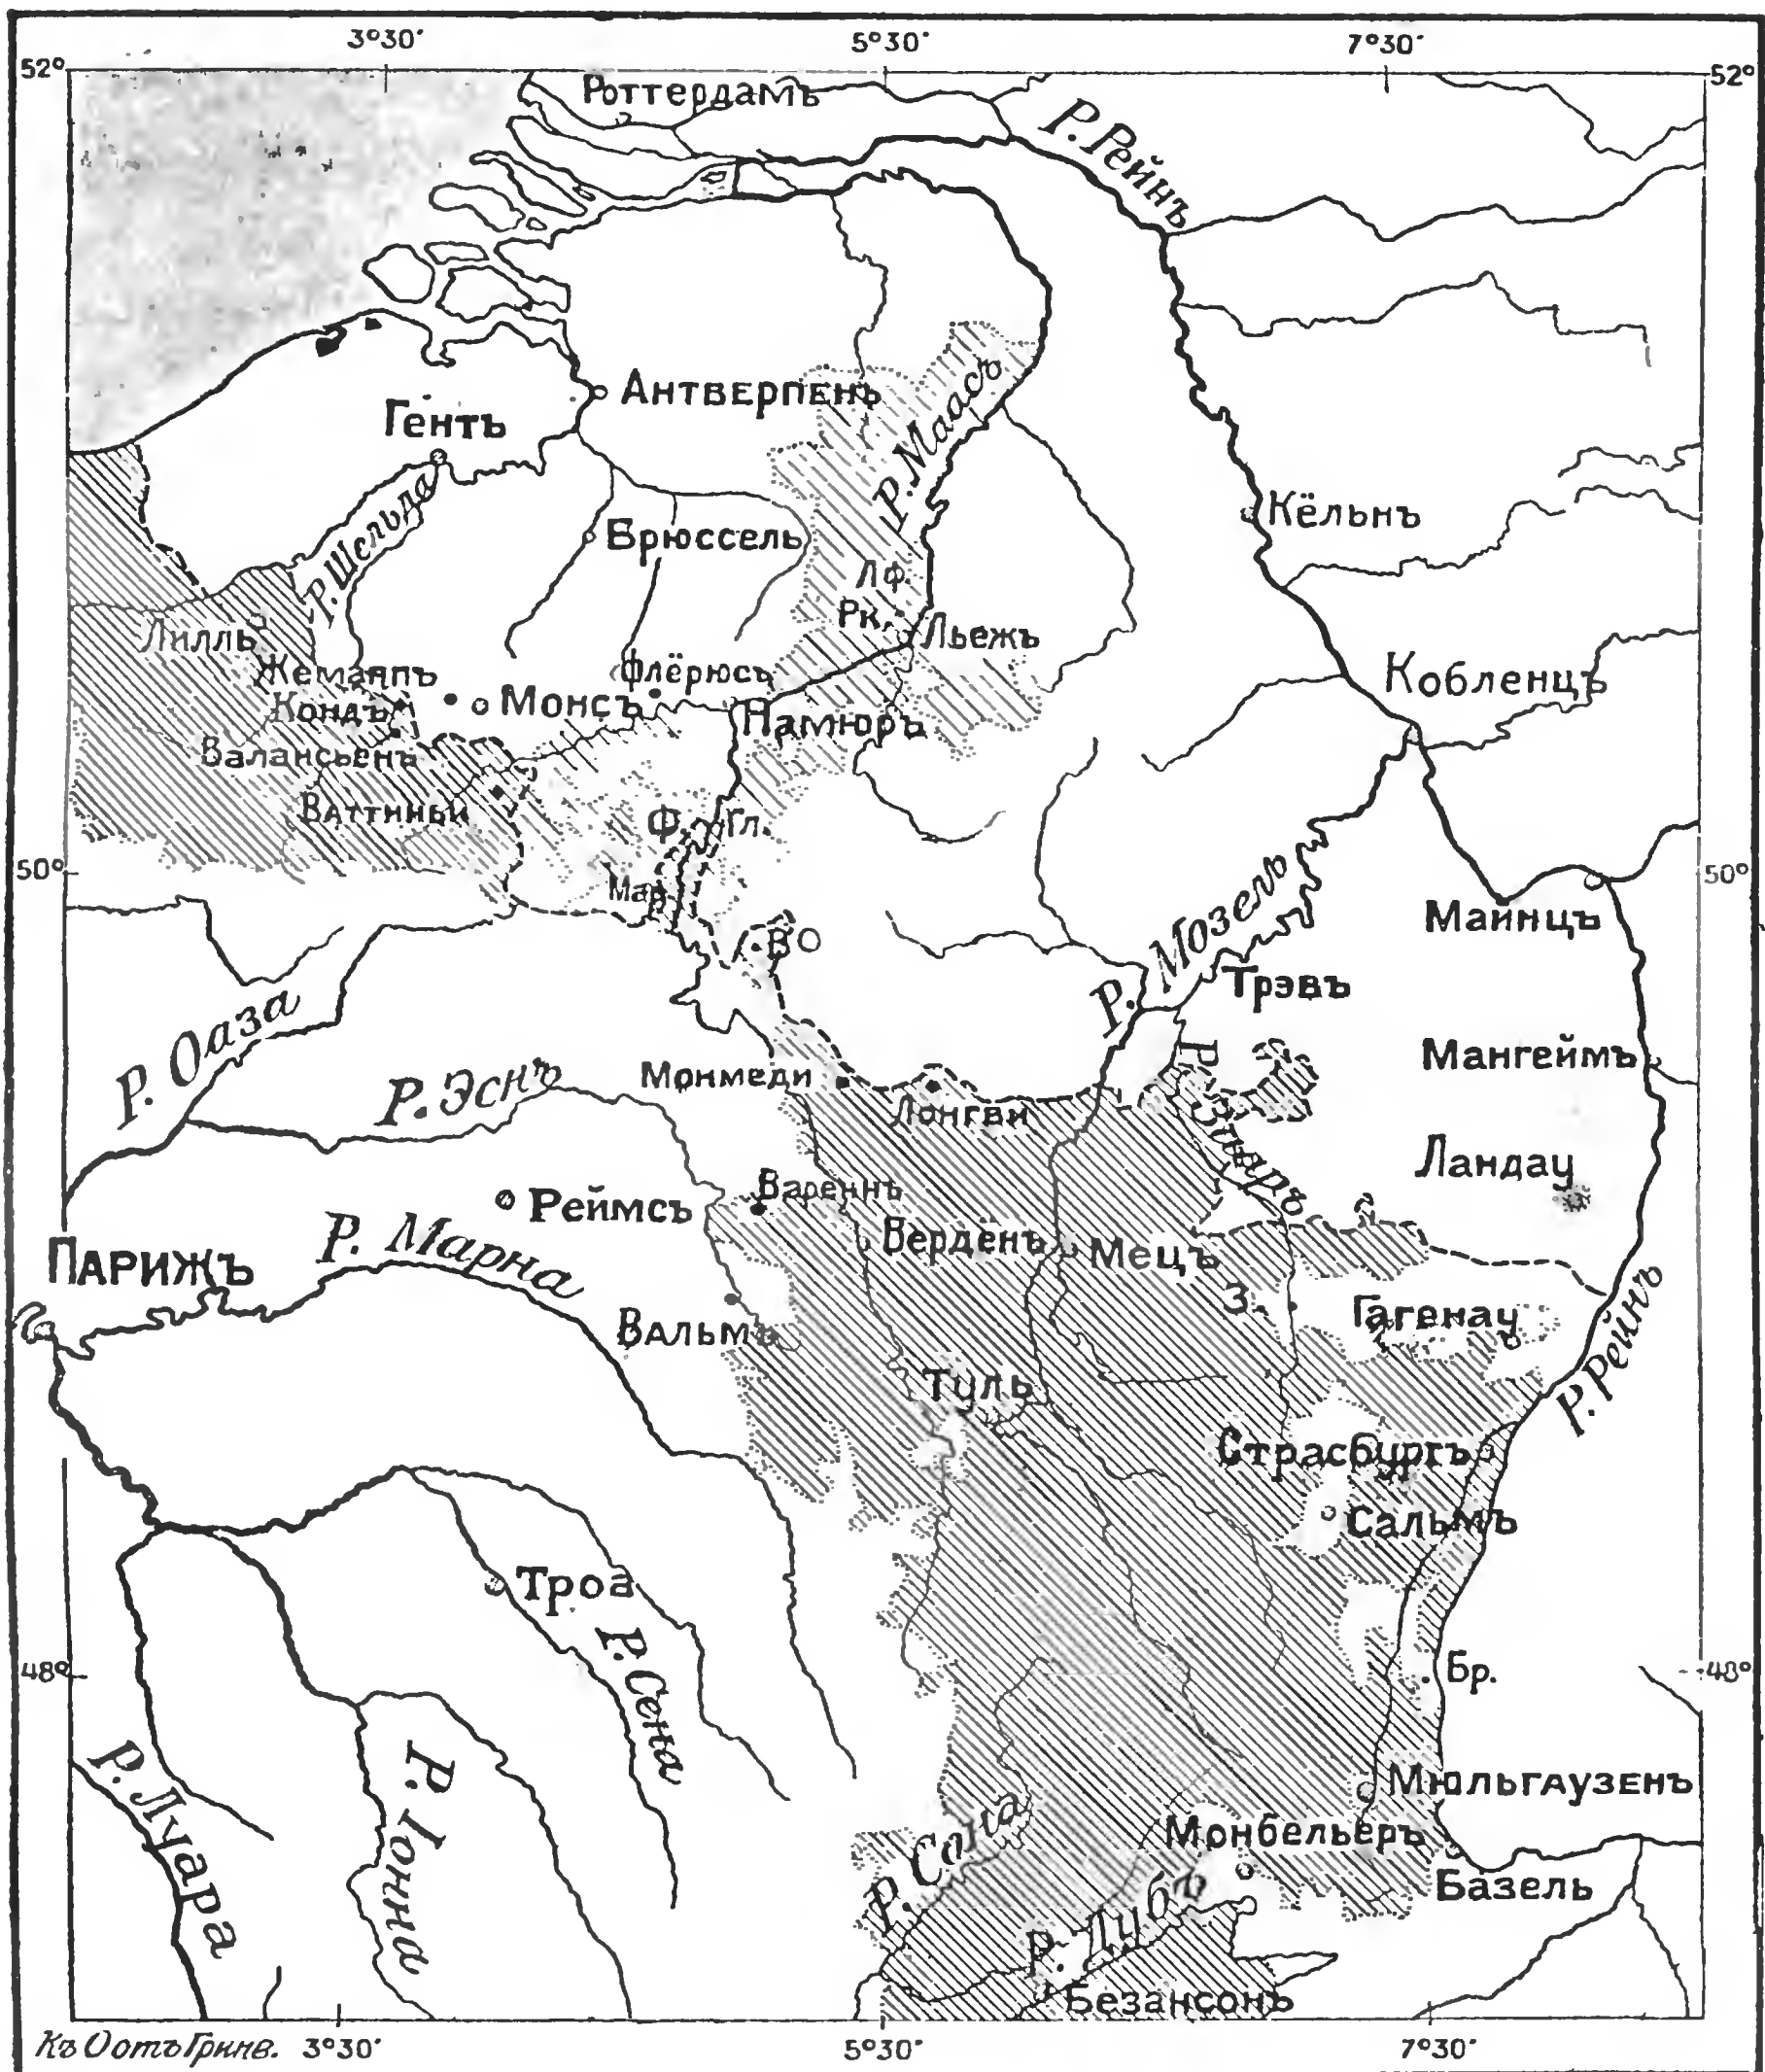 3°30′ 5°30′ 7°30′
52° 52°
Роттердамъ
Р. Рейнъ
Антверпенъ
Гентъ
Р. Маасъ
Р. Шельда
Брюссель
Кёльнъ
Лф.
Рк.
Лилль
Льежъ
Жемаппъ
Флёрюсъ
Кобленцъ
Кондъ
Монсъ
Намюръ
Валансьенъ
Ваттиньи
Ф. Гл.
50° 50°
Мар.
Майнцъ
Р. Мозель
Трэвъ
Р. Оаза
Р. Эснъ
Монмеди
Мангеймъ
Лонгви
Р. Зааръ
Ландау
Вареннъ
Реймсъ
Р. Марна
Верденъ
Мецъ
ПАРИЖЪ
З.
Гагенау
Вальми
Р. Рейнъ
Туль
Страсбургъ
Сальмъ
Троа
Р. Сена
48° 48°
Бр.
Р. Луара
Р. Іонна
Мюльгаузенъ
Р. Сона
Монбельеръ
Базель
Р. Дубъ
Безансонъ
Къ О отъ Гринв. 3°30′ 5°30′ 7°30′